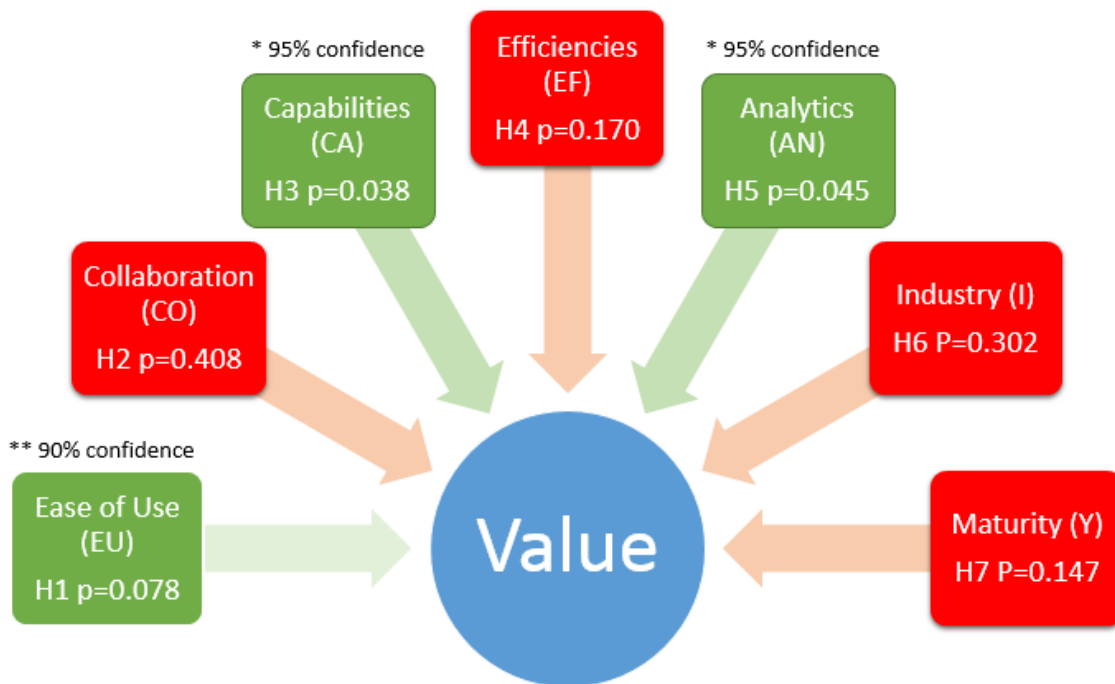 * 95% confidence
Efficiencies
(EF)
H4 p=0.170
* 95% confidence
Capabilities
(CA)
H3 p=0.038
Analytics
(AN)
H5 p=0.045
Collaboration
(CO)
H2 p=0.408
Industry (I)
H6 P=0.302
** 90% confidence
Ease of Use
(EU)
H1 p=0.078
Value
Maturity (Y)
H7 P=0.147